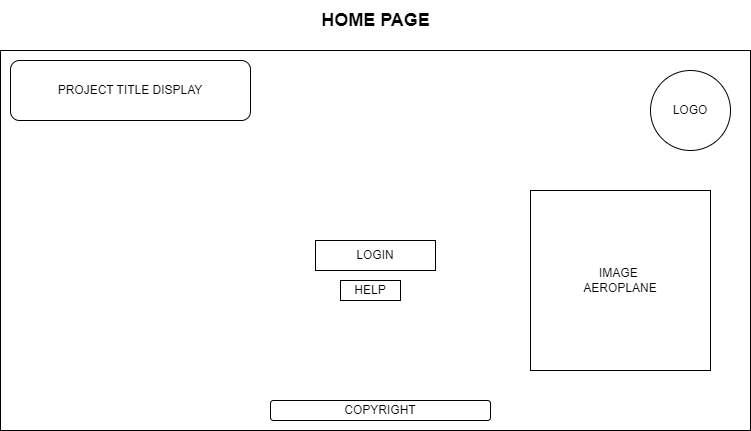 HOME PAGE
PROJECT TITLE DISPLAY
LOGO
LOGIN
HELP
IMAGE
AEROPLANE
COPYRIGHT